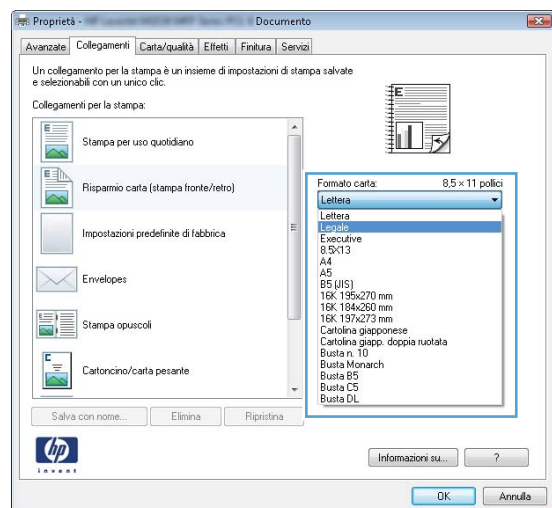 Proprietà - Documento
Avanzate Collegamenti Carta/qualità Effetti Finitura Servizi
Un collegamento per la stampa è un insieme di impostazioni di stampa salvate
e selezionabili con un unico clic.
Collegamenti per la stampa:
Stampa per uso quotidiano
Risparmio carta (stampa fronte/retro)
Impostazioni predefinite di fabbrica
Envelopes
Stampa opuscoli
Cartoncino/carta pesante
E
Formato carta: 8,5 × 11 pollici
Lettera
Lettera
Legale
Executive
8.5X13
A4
A5
B5 (JIS)
16K 195x270 mm
16K 184x260 mm
16K 197x273 mm
Cartolina giapponese
Cartolina giapp. doppia ruotata
Busta n. 10
Busta Monarch
Busta B5
Busta C5
Busta DL
Salva con nome... Elimina Ripristina
hp
invent
Informazioni su... ?
OK Annulla